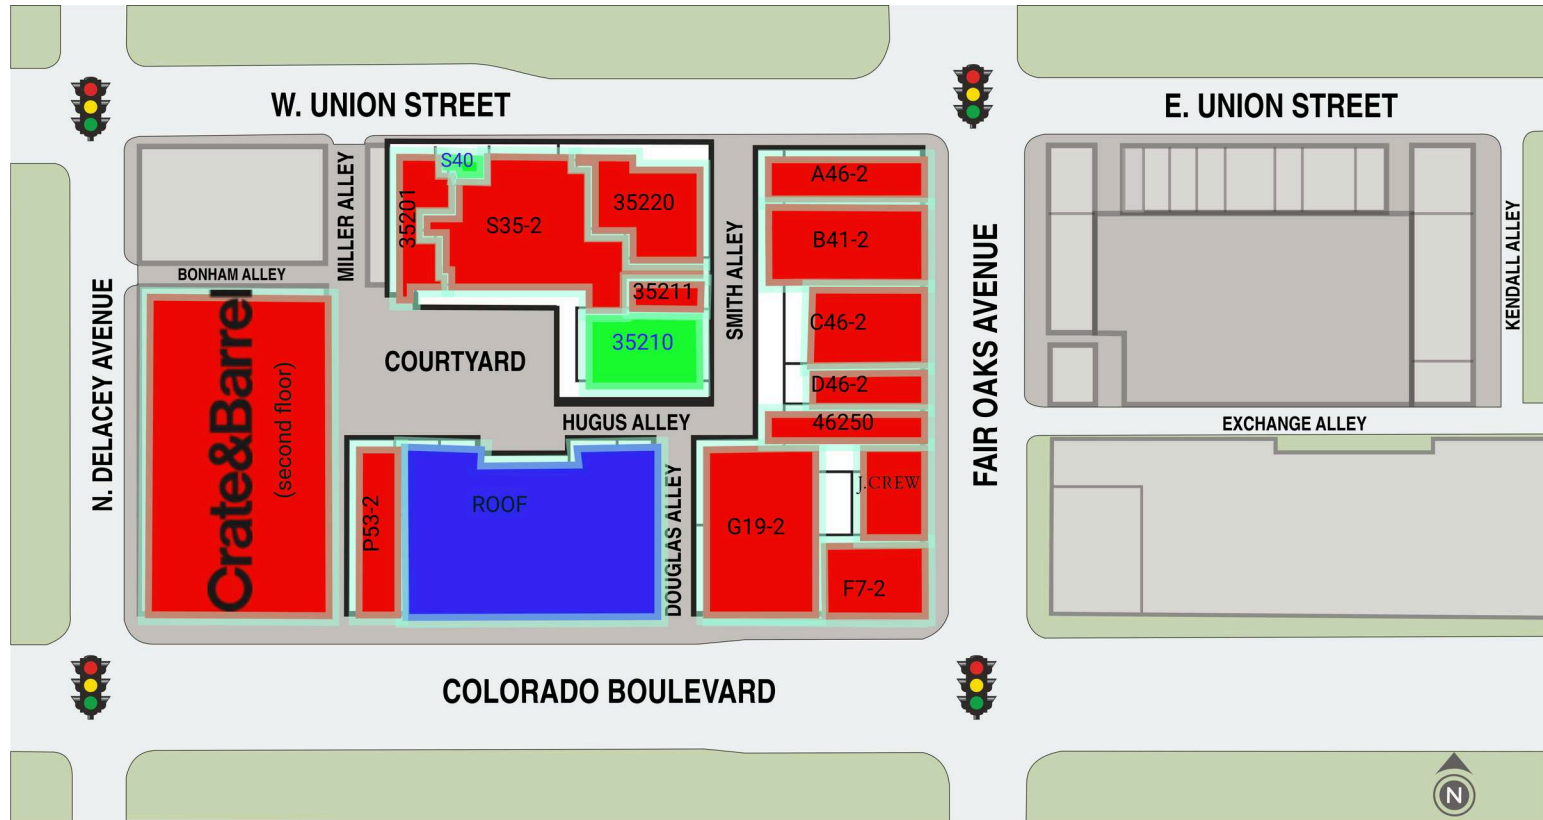 W. UNION STREET
E. UNION STREET
S40
A46-2
MILLER ALLEY
35201
35220
S35-2
B41-2
SMITH ALLEY
KENDALL ALLEY
BONHAM ALLEY
N. DELACEY AVENUE
Crate&Barrel
(second floor)
35211
C46-2
FAIR OAKS AVENUE
35210
COURTYARD
D46-2
HUGUS ALLEY
46250
EXCHANGE ALLEY
P53-2
ROOF
DOUGLAS ALLEY
G19-2
J.CREW
F7-2
COLORADO BOULEVARD
N